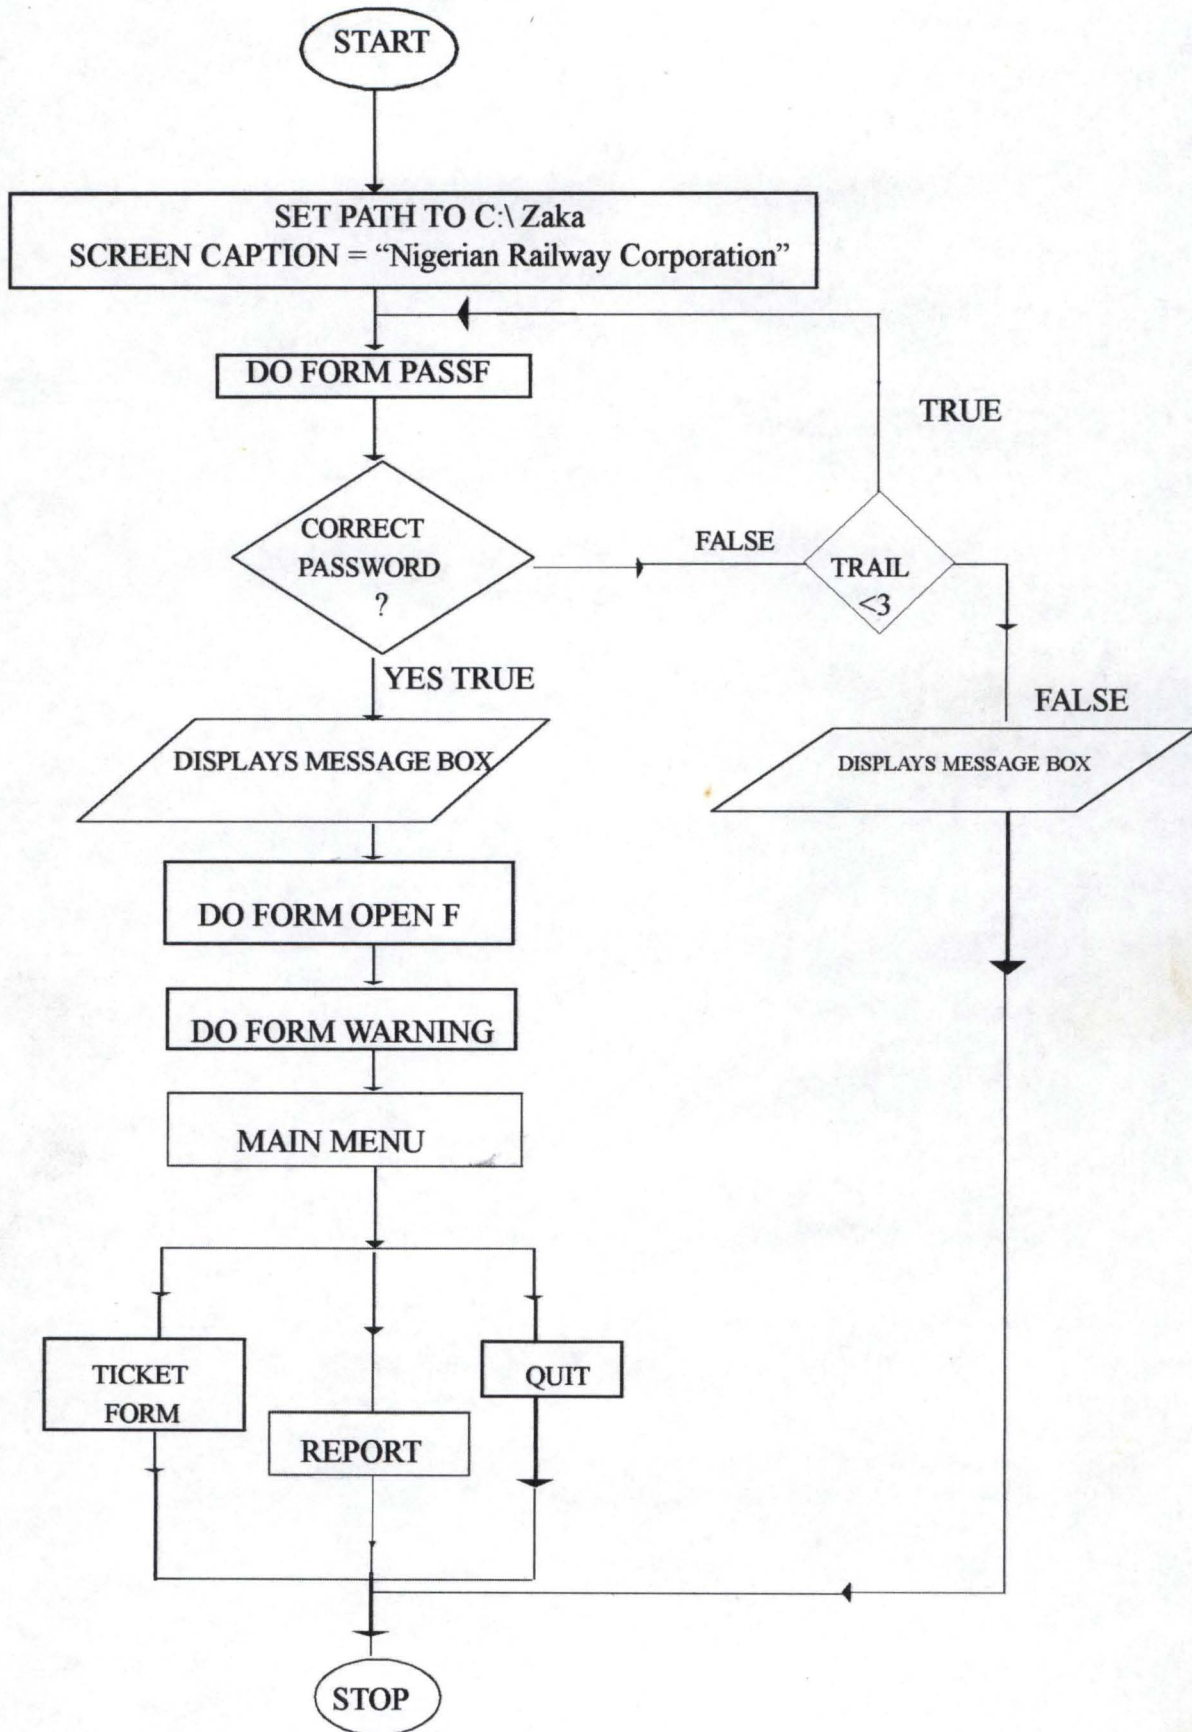 START
SET PATH TO C:\ Zaka
SCREEN CAPTION = “Nigerian Railway Corporation”
DO FORM PASSF
TRUE
CORRECT
PASSWORD
?
FALSE
TRAIL
<3
YES TRUE
FALSE
DISPLAYS MESSAGE BOX
DISPLAYS MESSAGE BOX
DO FORM OPEN F
DO FORM WARNING
MAIN MENU
TICKET
FORM
REPORT
QUIT
STOP